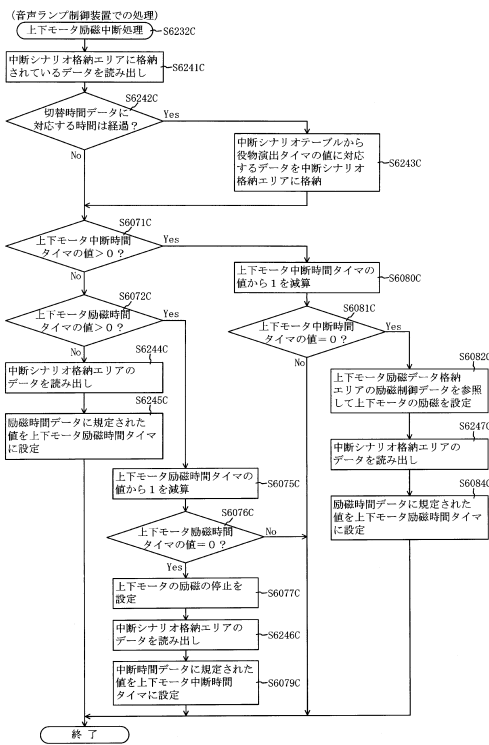 (音声ランプ制御装置での処理)
上下モータ励磁中断処理
S6232C
中断シナリオ格納エリアに格納
されているデータを読み出し
S6241C
切替時間データに
対応する時間は経過？
S6242C
Yes
No
中断シナリオテーブルから
役物演出タイマの値に対応
するデータを中断シナリオ
格納エリアに格納
S6243C
上下モータ中断時間
タイマの値＞０？
S6071C
Yes
No
上下モータ中断時間タイマの
値から１を減算
S6080C
上下モータ励磁時間
タイマの値＞０？
S6072C
Yes
No
上下モータ中断時間
タイマの値＝０？
S6081C
Yes
No
中断シナリオ格納エリアの
データを読み出し
S6244C
励磁時間データに規定された
値を上下モータ励磁時間タイマ
に設定
S6245C
上下モータ励磁データ格納
エリアの励磁制御データを参照
して上下モータの励磁を設定
S6082C
中断シナリオ格納エリアの
データを読み出し
S6247C
励磁時間データに規定された
値を上下モータ励磁時間タイマ
に設定
S6084C
上下モータ励磁時間タイマの
値から１を減算
S6075C
上下モータ励磁時間
タイマの値＝０？
S6076C
No
Yes
上下モータの励磁の停止を
設定
S6077C
中断シナリオ格納エリアの
データを読み出し
S6246C
中断時間データに規定された
値を上下モータ中断時間
タイマに設定
S6079C
終了